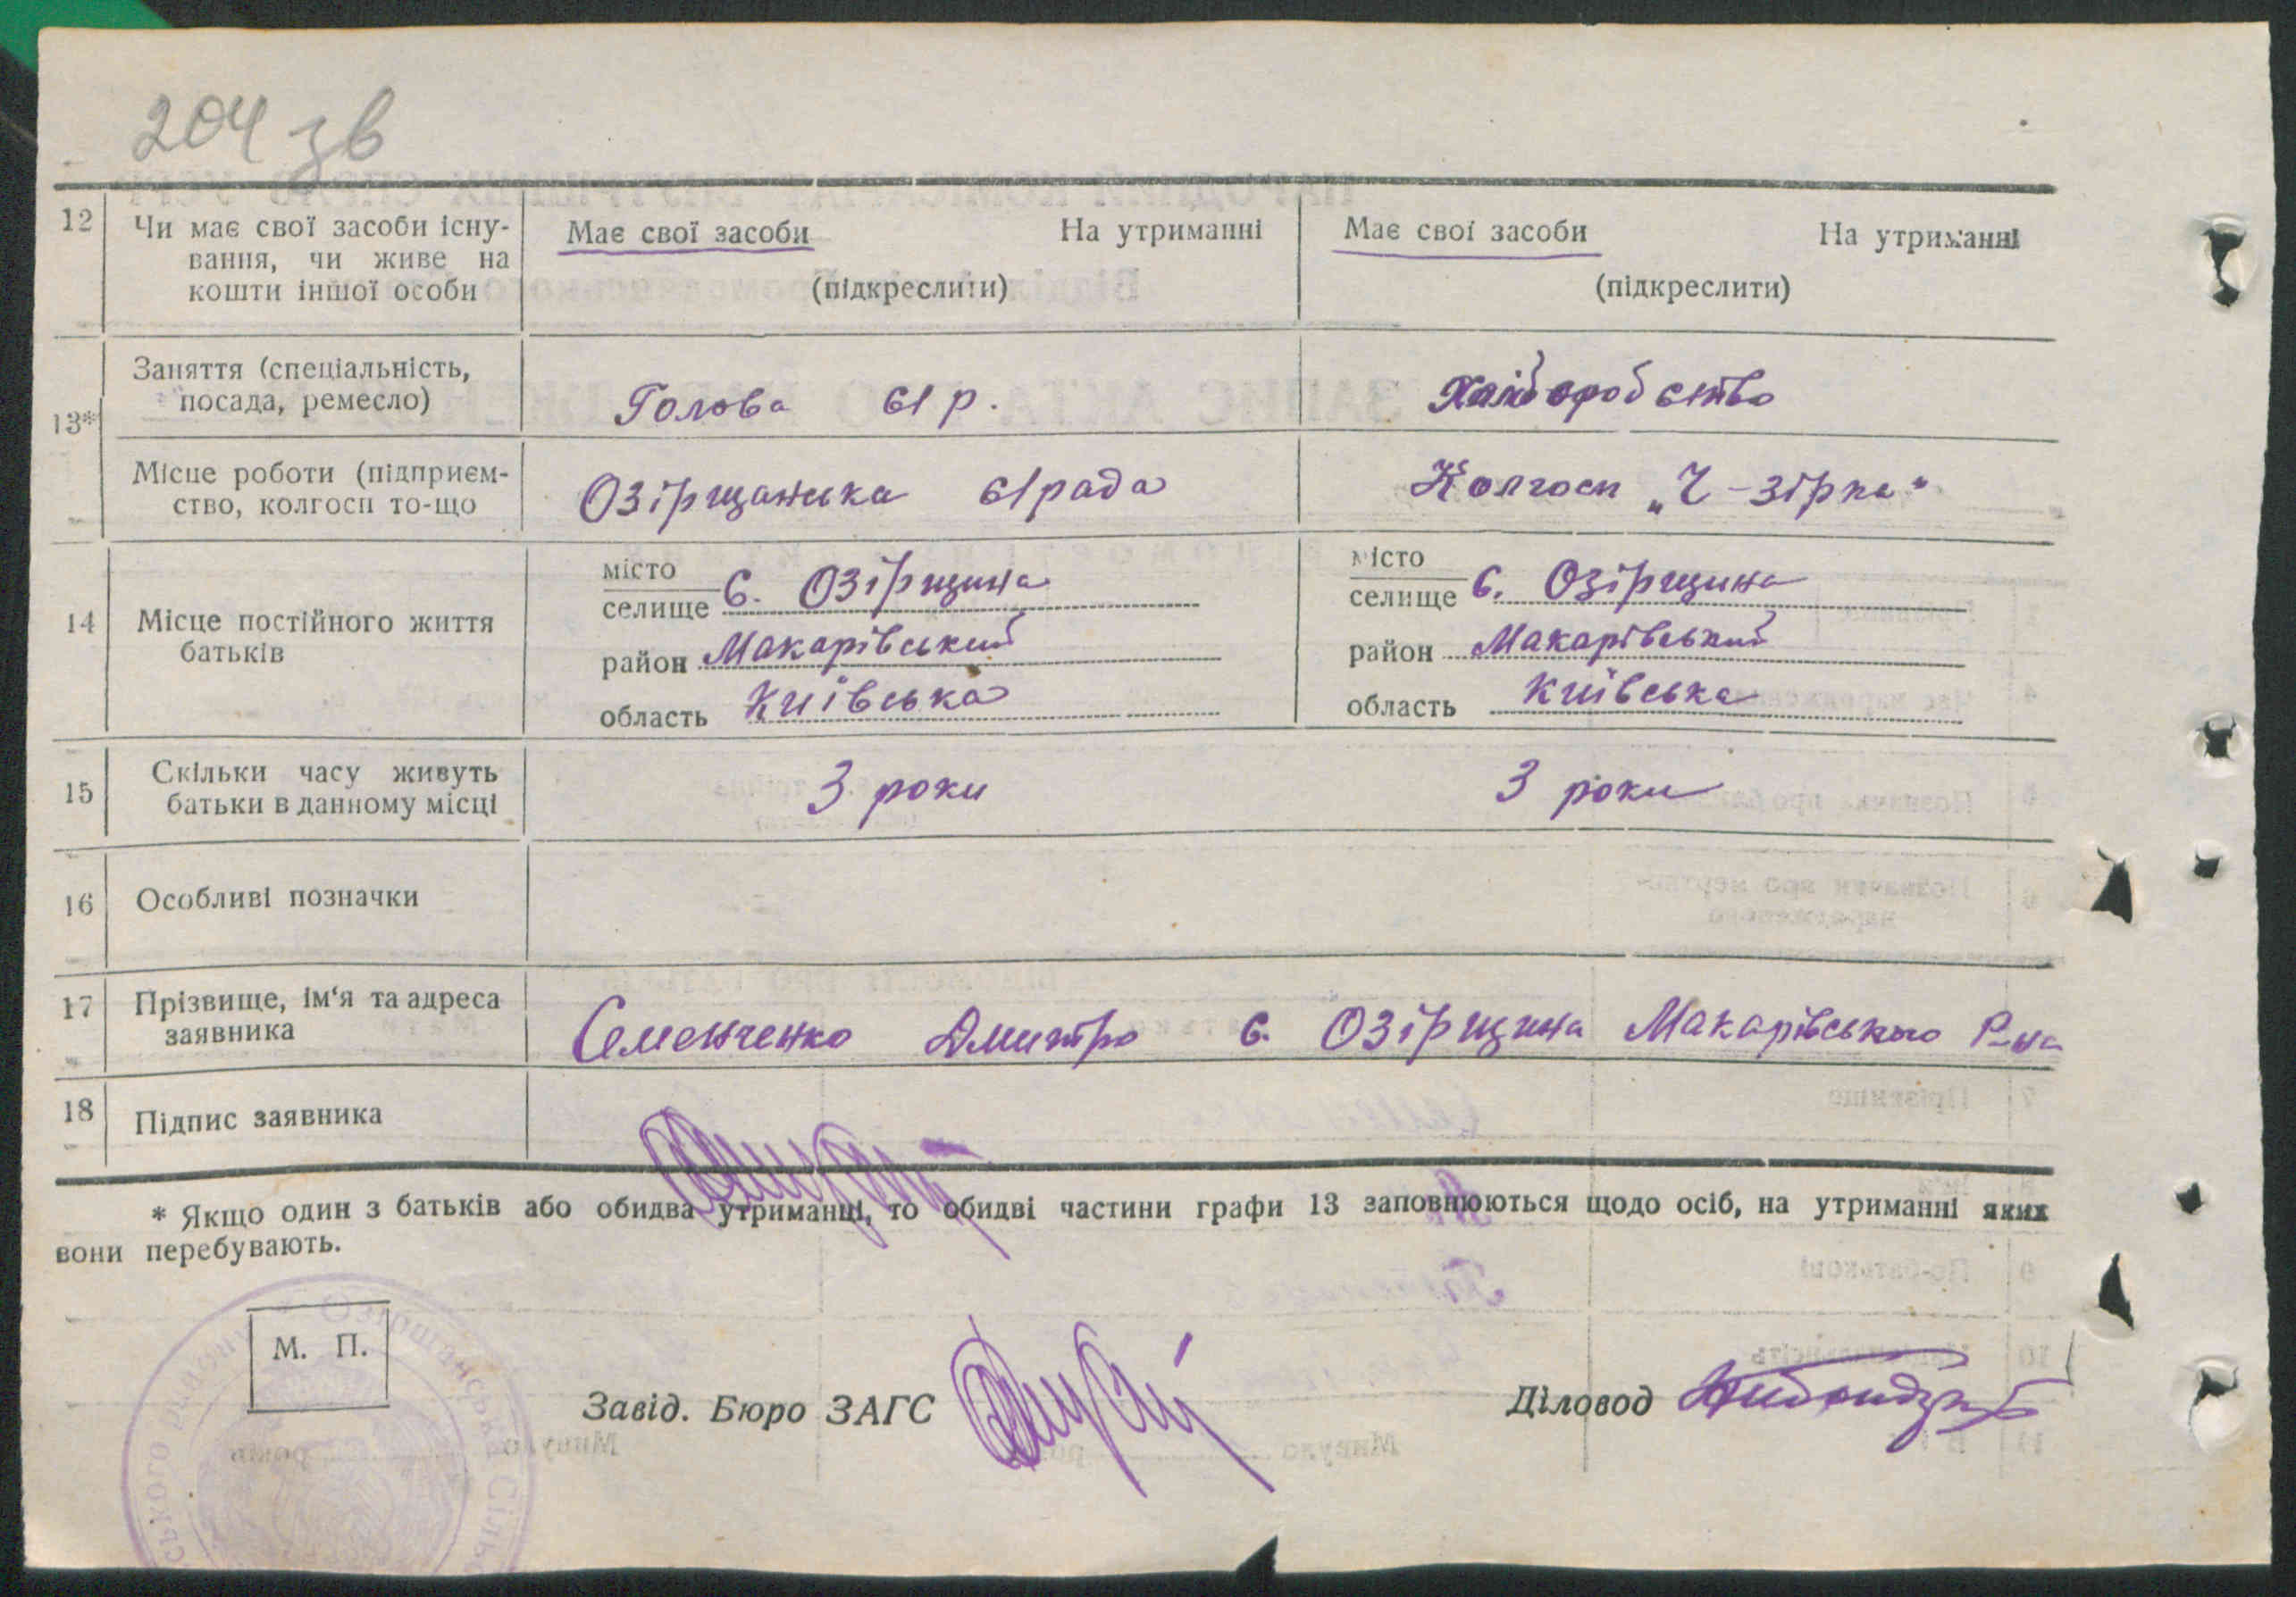 204 зв
12 Чи має свої засоби існу- Має свої засоби На утриманні Має свої засоби На утриманні
вання, чи живе на
кошти іншої особи (підкреслити) (підкреслити)
13* Заняття (спеціальність,
посада, ремесло) Голова с/р. Хліборобство
Місце роботи (підприєм-
ство, колгосп то-що Озірщанська с/рада Колгосп „Ч-зірка"
14 Місце постійного життя
батьків
місто
селище с. Озірщина
район Макарівський
область Київська
місто
селище с. Озірщина
район Макарівський
область Київська
15 Скільки часу живуть
батьки в данному місці 3 роки 3 роки
16 Особливі позначки
17 Прізвище, ім‘я та адреса
заявника Семенченко Дмитро с. Озірщина Макарівського Р-на
18 Підпис заявника
* Якщо один з батьків або обидва утриманці, то обидві частини графи 13 заповнюються щодо осіб, на утриманні яких
вони перебувають.
М. П.
Завід. Бюро ЗАГС
Діловод